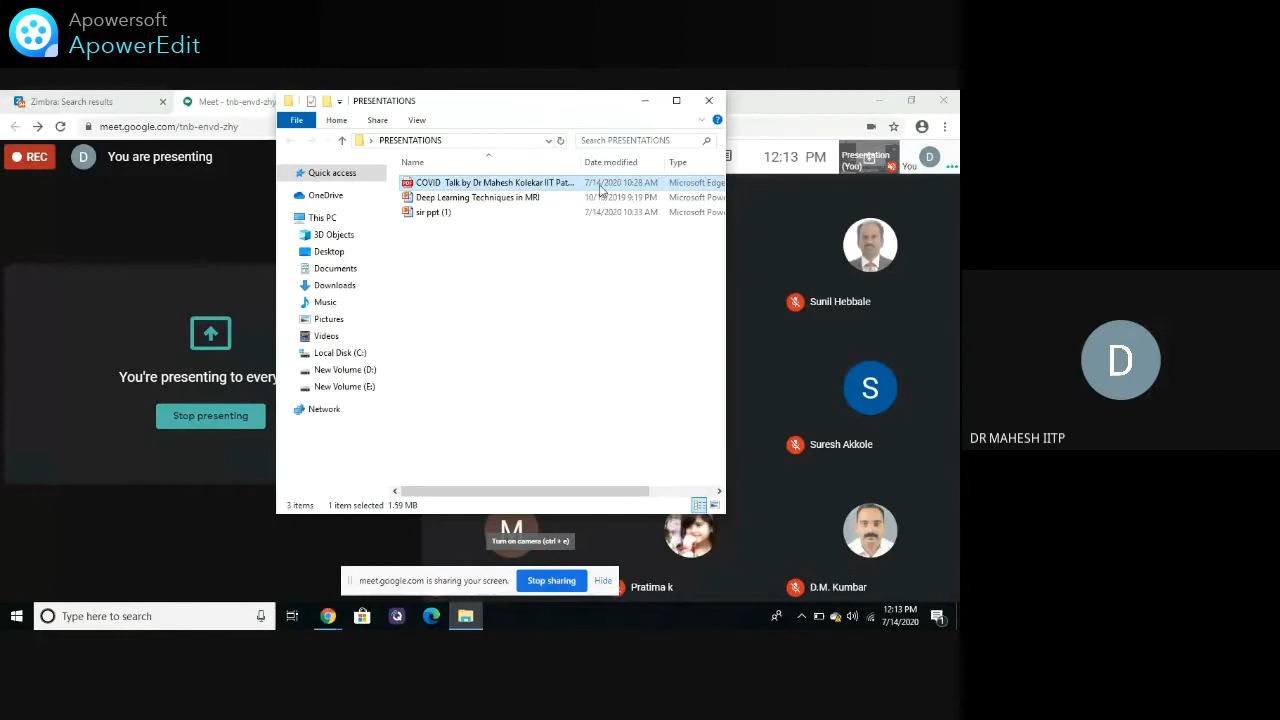 Apowersoft
ApowerEdit
Zimbra: Search results
Meet - tnb-envd-zhy
PRESENTATIONS
meet.google.com/tnb-envd-zhy
File Home Share View
PRESENTATIONS
Search PRESENTATIONS
REC
D
You are presenting
12:13 PM
Presentation
(You)
You
D
Name
Date modified
Type
Quick access
OneDrive
This PC
3D Objects
Desktop
Documents
Downloads
Music
Pictures
Videos
Local Disk (C:)
New Volume (D:)
New Volume (E:)
Network
COVID Talk by Dr Mahesh Kolekar IIT Pat... 7/14/2020 10:28 AM Microsoft Edge
Deep Learning Techniques in MRI 9:19 PM Microsoft Pow
sir ppt (1) 7/14/2020 10:33 AM Microsoft Pow
3 items 1 item selected 1.59 MB
You're presenting to every
Stop presenting
Sunil Hebbale
S
Suresh Akkole
D.M. Kumbar
M
Turn on camera (ctrl + e)
Pratima k
meet.google.com is sharing your screen.
Stop sharing
Hide
D
DR MAHESH IITP
Type here to search
12:13 PM
7/14/2020
1